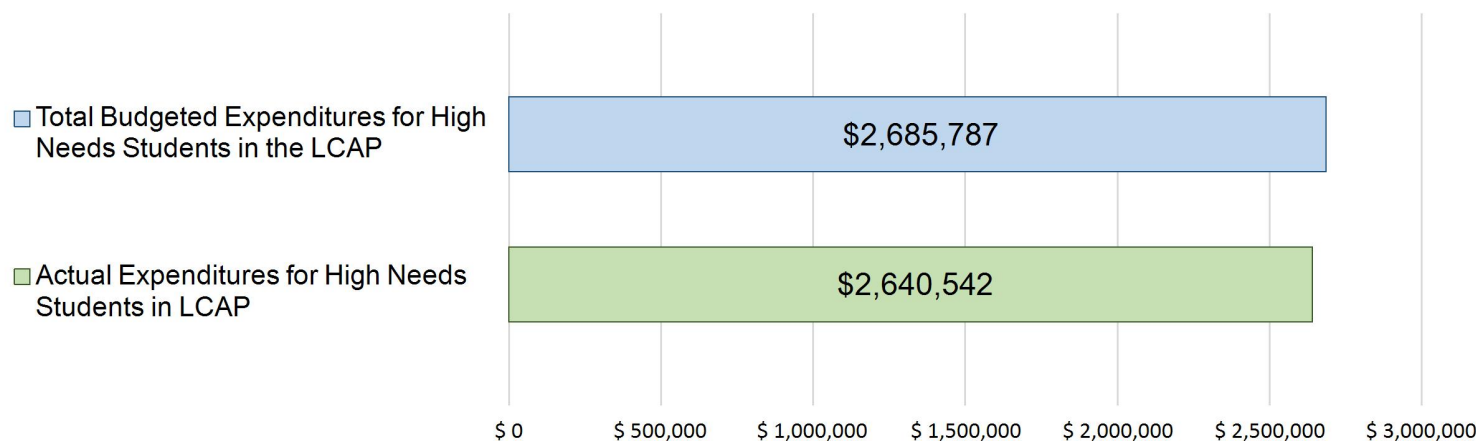 Total Budgeted Expenditures for High
Needs Students in the LCAP
$2,685,787
Actual Expenditures for High Needs
Students in LCAP
$2,640,542
$ 0 $ 500,000 $ 1,000,000 $ 1,500,000 $ 2,000,000 $ 2,500,000 $ 3,000,000